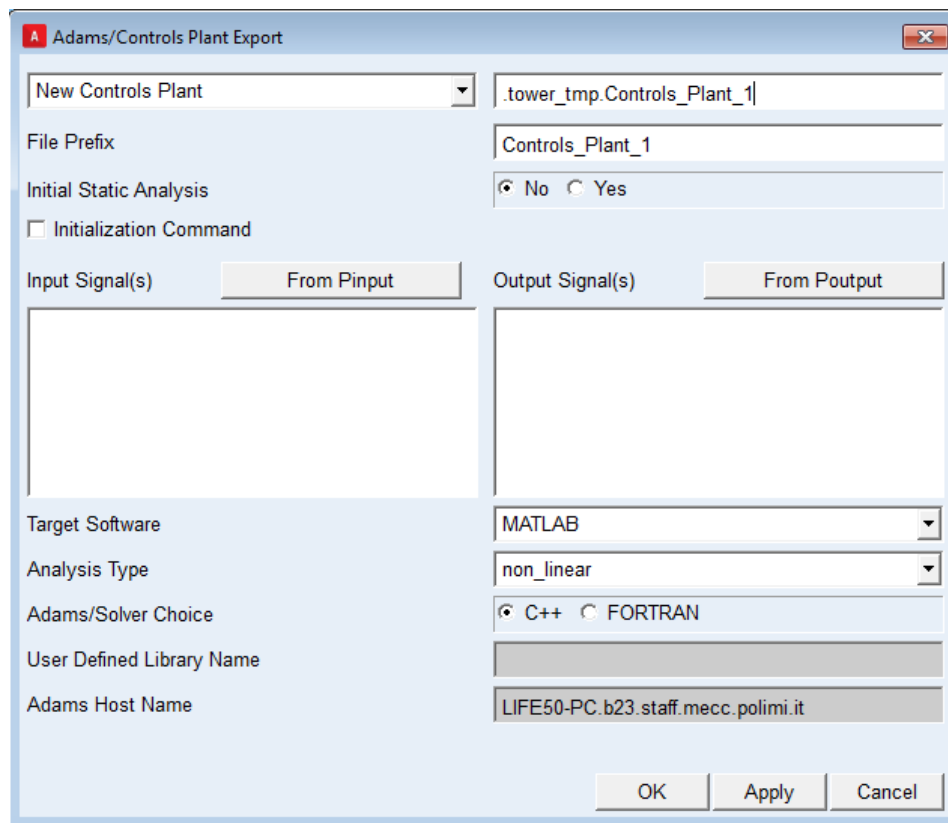 A Adams/Controls Plant Export
New Controls Plant .tower_tmp.Controls_Plant_1
File Prefix Controls_Plant_1
Initial Static Analysis No Yes
Initialization Command
Input Signal(s) From Pinput Output Signal(s) From Poutput
Target Software MATLAB
Analysis Type non_linear
Adams/Solver Choice C++ FORTRAN
User Defined Library Name
Adams Host Name LIFE50-PC.b23.staff.mecc.polimi.it
OK Apply Cancel